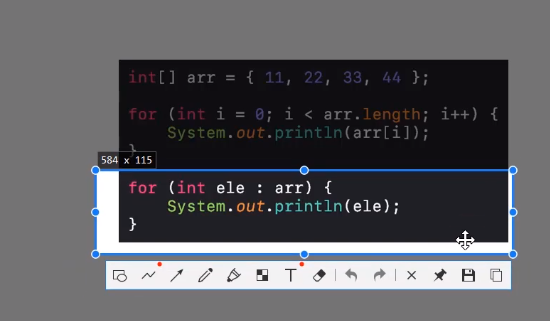 int[] arr = { 11, 22, 33, 44 };
for (int i = 0; i < arr.length; i++) {
System.out.println(arr[i]);
}
584 x 115
for (int ele : arr) {
System.out.println(ele);
}
T